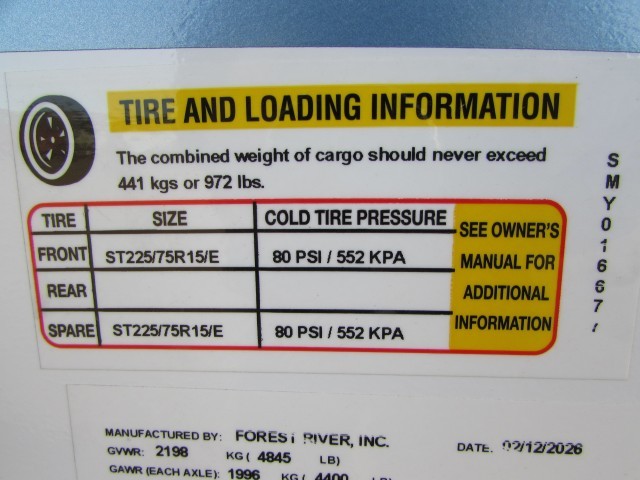 TIRE AND LOADING INFORMATION
The combined weight of cargo should never exceed
441 kgs or 972 lbs.
TIRE SIZE COLD TIRE PRESSURE
FRONT ST225/75R15/E 80 PSI / 552 KPA
REAR
SPARE ST225/75R15/E 80 PSI / 552 KPA
SEE OWNER'S
MANUAL FOR
ADDITIONAL
INFORMATION
MANUFACTURED BY: FOREST RIVER, INC.
GVWR: 2198 KG ( 4845 LB)
DATE: 02/12/2026
GAWR (EACH AXLE): 1996 KG ( 4400 LB)